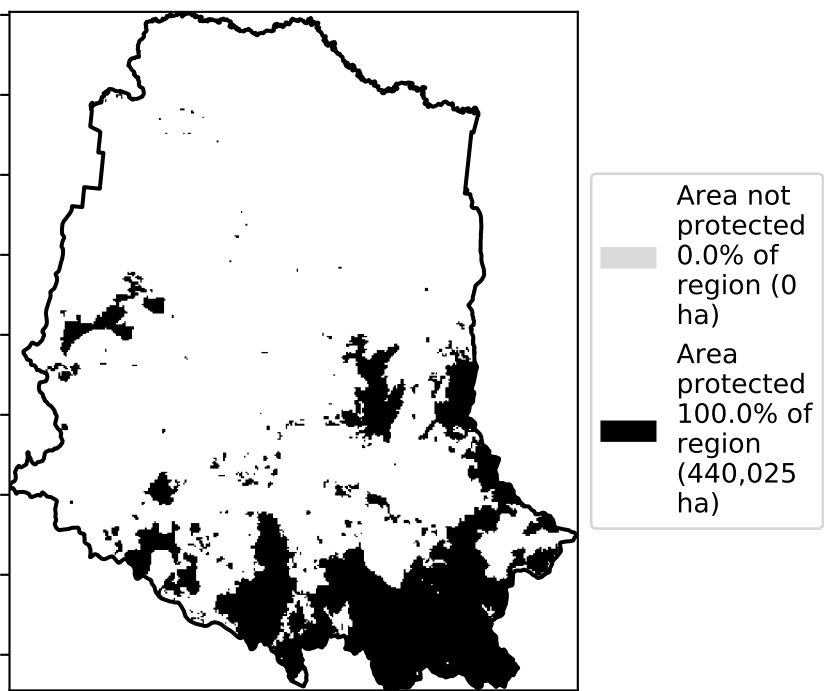 Area not
protected
0.0% of
region (0
ha)
Area
protected
100.0% of
region
(440,025
ha)